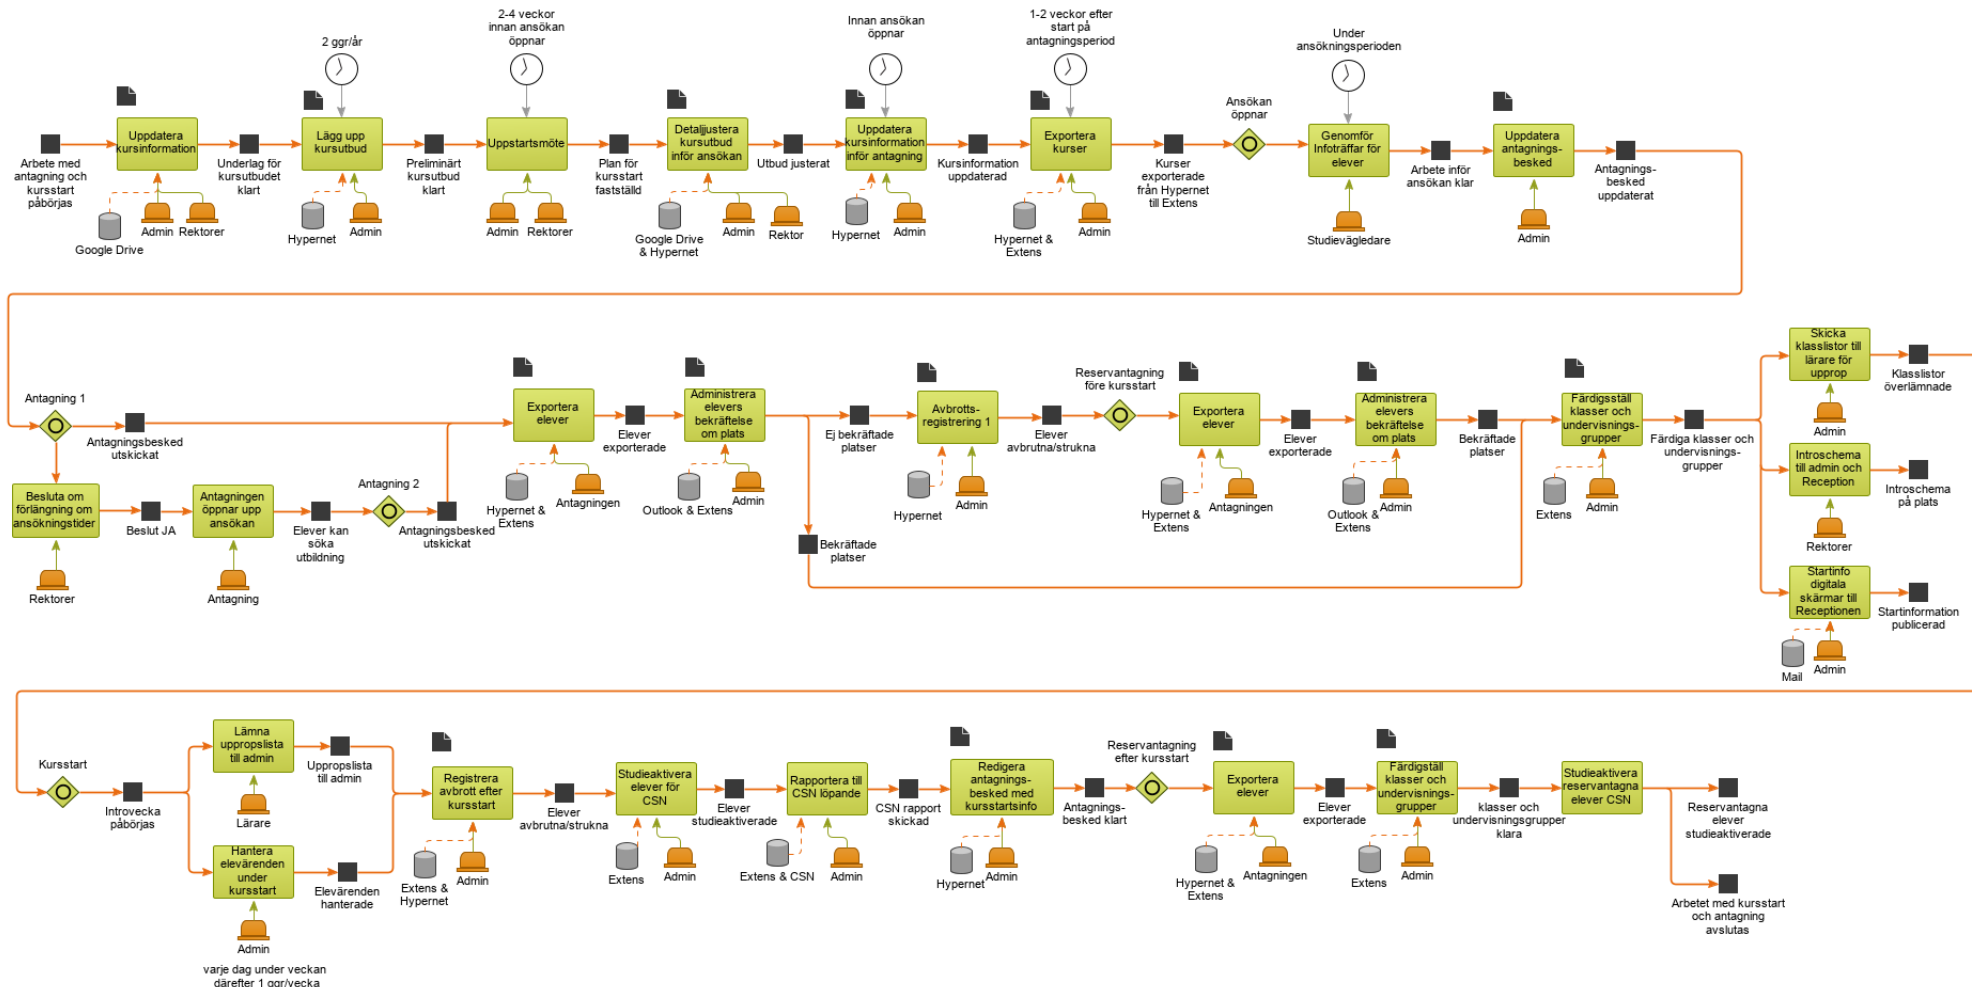 2 ggr/år
2-4 veckor
innan ansökan
öppnar
Innan ansökan
öppnar
1-2 veckor efter
start på
antagningsperiod
Under
ansökningsperioden
Uppdatera
kursinformation
Lägg upp
kursutbud
Uppstartsmöte
Detaljjustera
kursutbud
inför ansökan
Uppdatera
kursinformation
inför antagning
Exportera
kurser
Ansökan
öppnar
Genomför
Infoträffar för
elever
Uppdatera
antagnings-
besked
Arbete med
antagning och
kursstart
påbörjas
Underlag för
kursutbudet
klart
Preliminärt
kursutbud
klart
Plan för
kursstart
fastställd
Utbud justerat
Kursinformation
uppdaterad
Kurser
exporterade
från Hypernet
till Extens
Arbete inför
ansökan klar
Antagnings-
besked
uppdaterat
Google Drive
Admin
Rektorer
Hypernet
Admin
Admin
Rektorer
Google Drive
& Hypernet
Admin
Rektor
Hypernet
Admin
Hypernet &
Extens
Admin
Studievägledare
Admin
Antagning 1
Antagningsbesked
utskickat
Besluta om
förlängning om
ansökningstider
Rektorer
Beslut JA
Antagningen
öppnar upp
ansökan
Antagning
Elever kan
söka
utbildning
Antagning 2
Antagningsbesked
utskickat
Exportera
elever
Hypernet &
Extens
Antagningen
Elever
exporterade
Administrera
elevers
bekräftelse
om plats
Outlook & Extens
Admin
Ej bekräftade
platser
Bekräftade
platser
Avbrotts-
registrering 1
Hypernet
Admin
Elever
avbrutna/strukna
Reservantagning
före kursstart
Exportera
elever
Hypernet &
Extens
Antagningen
Elever
exporterade
Administrera
elevers
bekräftelse
om plats
Outlook &
Extens
Admin
Bekräftade
platser
Färdigsställ
klasser och
undervisnings-
grupper
Extens
Admin
Färdiga klasser och
undervisnings-
grupper
Skicka
klasslistor till
lärare för
upprop
Admin
Klasslistor
överlämnade
Introschema
till admin och
Reception
Rektorer
Introschema
på plats
Startinfo
digitala
skärmar till
Receptionen
Mail
Admin
Startinformation
publicerad
Kursstart
Introvecka
påbörjas
Lämna
uppropslista
till admin
Lärare
Uppropslista
till admin
Hantera
elevärenden
under
kursstart
Admin
varje dag under veckan
därefter 1 ggr/vecka
Elevärenden
hanterade
Registrera
avbrott efter
kursstart
Extens &
Hypernet
Admin
Elever
avbrutna/strukna
Studieaktivera
elever för
CSN
Extens
Admin
Elever
studieaktiverade
Rapportera till
CSN löpande
Extens & CSN
Admin
CSN rapport
skickad
Redigera
antagnings-
besked med
kursstartsinfo
Hypernet
Admin
Antagnings-
besked klart
Reservantagning
efter kursstart
Exportera
elever
Hypernet &
Extens
Antagningen
Elever
exporterade
Färdigställ
klasser och
undervisnings-
grupper
Extens
Admin
klasser och
undervisningsgrupper
klara
Studieaktivera
reservantagna
elever CSN
Reservantagna
elever
studieaktiverade
Arbetet med kursstart
och antagning
avslutas